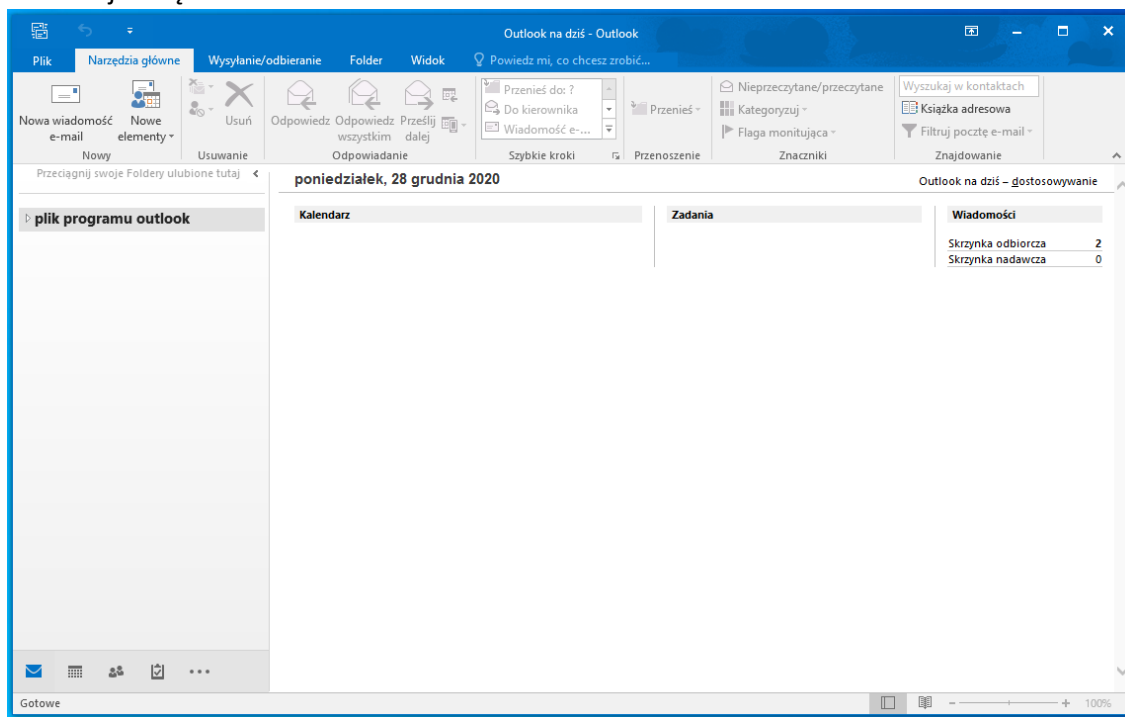 Outlook na dziś - Outlook
Plik Narzędzia główne Wysyłanie/odbieranie Folder Widok Powiedz mi, co chcesz zrobić...
Nowa wiadomość e-mail
Nowe elementy
Nowy
Usuń
Usuwanie
Odpowiedz
Odpowiedz wszystkim
Prześlij dalej
Odpowiadanie
Przenieś do: ?
Do kierownika
Wiadomość e-...
Szybkie kroki
Przenieś
Przenoszenie
Nieprzeczytane/przeczytane
Kategoryzuj
Flaga monitująca
Znaczniki
Wyszukaj w kontaktach
Książka adresowa
Filtruj pocztę e-mail
Znajdowanie
Przeciągnij swoje Foldery ulubione tutaj
plik programu outlook
poniedziałek, 28 grudnia 2020
Outlook na dziś – dostosowywanie
Kalendarz
Zadania
Wiadomości
Skrzynka odbiorcza 2
Skrzynka nadawcza 0
Gotowe
100%